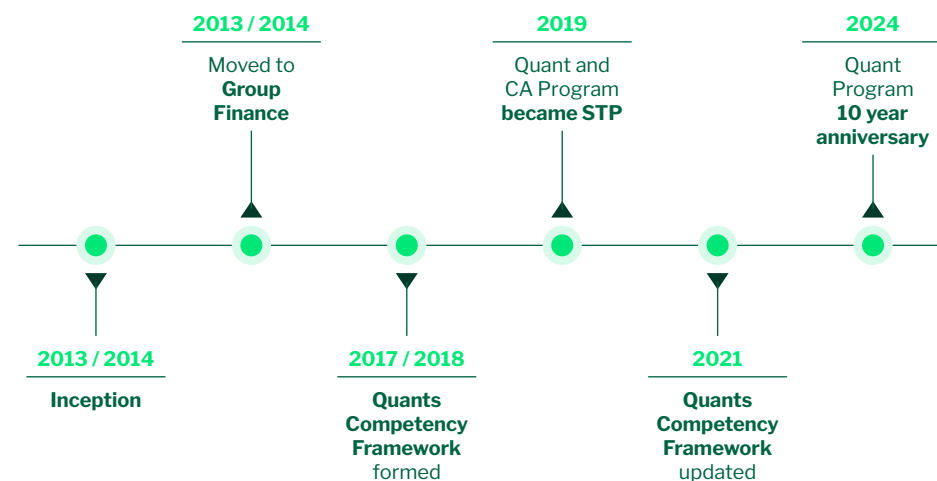 2013 / 2014
Moved to
Group
Finance
2019
Quant and
CA Program
became STP
2024
Quant
Program
10 year
anniversary
2013 / 2014
Inception
2017 / 2018
Quants
Competency
Framework
formed
2021
Quants
Competency
Framework
updated